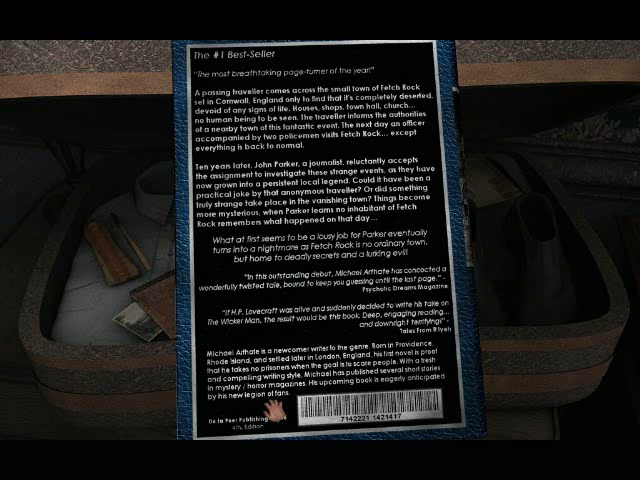 The #1 Best-Seller
"The most breathtaking page-turner of the year!"
A passing traveller comes across the small town of Fetch Rock
set in Cornwall, England only to find that it's completely deserted,
devoid of any signs of life. Houses, shops, town hall, church...
no human being to be seen. The traveller informs the authorities
of a nearby town of this fantastic event. The next day an officer
accompanied by two policemen visits Fetch Rock... except
everything is back to normal.
Ten years later, John Parker, a journalist, reluctantly accepts
the assignment to investigate these strange events, as they have
now grown into a persistent local legend. Could it have been a
practical joke by that anonymous traveller? Or did something
truly strange take place in the vanishing town? Things become
more mysterious, when Parker learns no inhabitant of Fetch
Rock remembers what happened on that day...
What at first seems to be a lousy job for Parker eventually
turns into a nightmare as Fetch Rock is no ordinary town,
but home to deadly secrets and a lurking evil!
"In this outstanding debut, Michael Arthate has concocted a
wonderfully twisted tale, bound to keep you guessing until the last page." -
Psychotic Dreams Magazine
"If H.P. Lovecraft was alive and suddenly decided to write his take on
The Wicker Man, the result would be this book. Deep, engaging reading...
and downright terrifying!" -
Tales From R'lyeh
Michael Arthate is a newcomer writer to the genre. Born in Providence,
Rhode Island, and settled later in London, England, his first novel is proof
that he takes no prisoners when the goal is to scare people. With a fresh
and compelling writing style, Michael has published several short stories
in mystery / horror magazines. His upcoming book is eagerly anticipated
by his new legion of fans.
De la Poer Publishing
4th. Edition
7142221 1421417